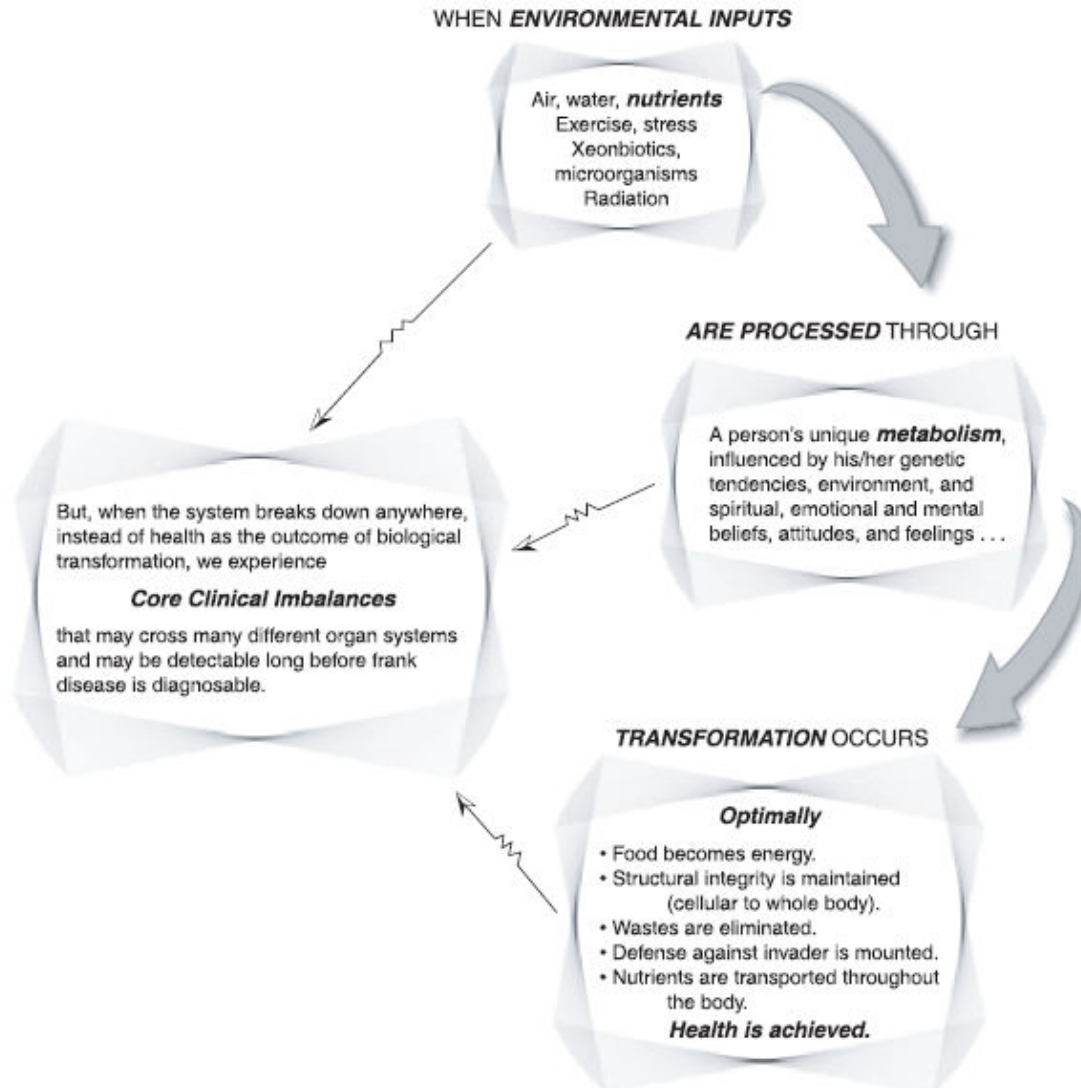 WHEN ENVIRONMENTAL INPUTS
Air, water, nutrients
Exercise, stress
Xeonbiotics,
microorganisms
Radiation
ARE PROCESSED THROUGH
A person's unique metabolism,
influenced by his/her genetic
tendencies, environment, and
spiritual, emotional and mental
beliefs, attitudes, and feelings . . .
But, when the system breaks down anywhere,
instead of health as the outcome of biological
transformation, we experience
Core Clinical Imbalances
that may cross many different organ systems
and may be detectable long before frank
disease is diagnosable.
TRANSFORMATION OCCURS
Optimally
• Food becomes energy.
• Structural integrity is maintained
(cellular to whole body).
• Wastes are eliminated.
• Defense against invader is mounted.
• Nutrients are transported throughout
the body.
Health is achieved.